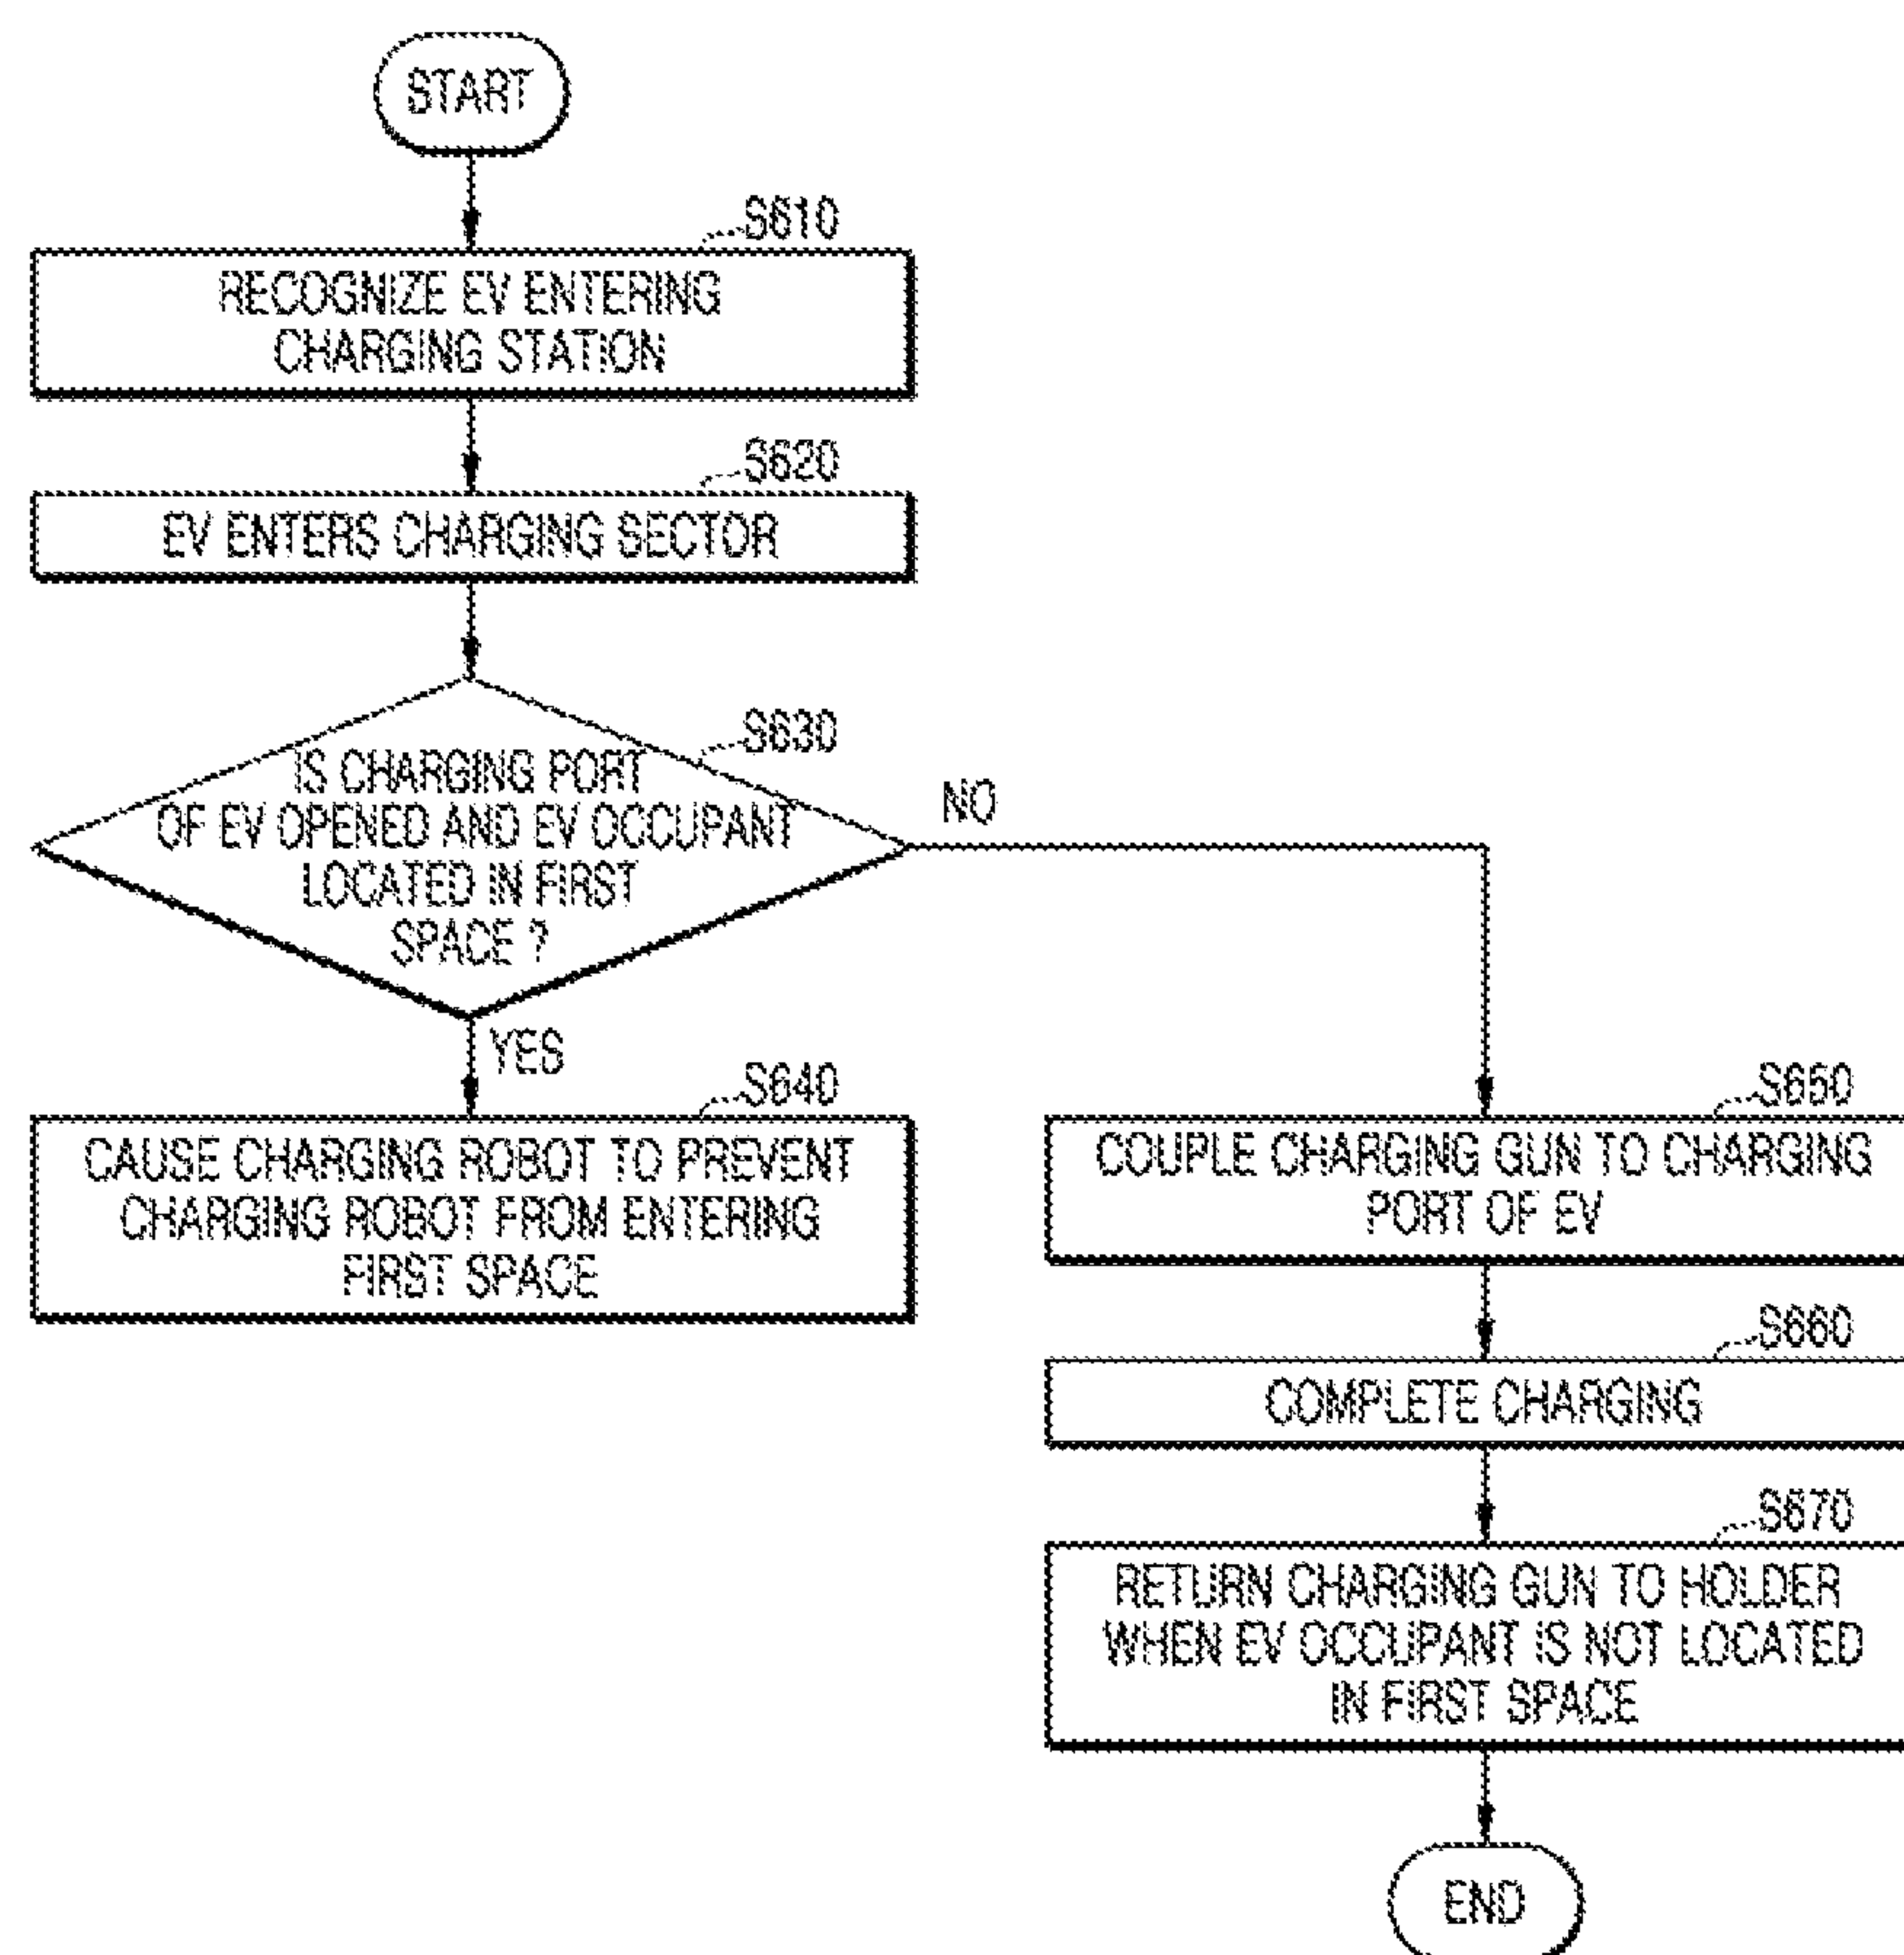 START
S610
RECOGNIZE EV ENTERING
CHARGING STATION
S620
EV ENTERS CHARGING SECTOR
S630
IS CHARGING PORT
OF EV OPENED AND EV OCCUPANT
LOCATED IN FIRST
SPACE ?
NO
YES
S640
CAUSE CHARGING ROBOT TO PREVENT
CHARGING ROBOT FROM ENTERING
FIRST SPACE
S650
COUPLE CHARGING GUN TO CHARGING
PORT OF EV
S660
COMPLETE CHARGING
S670
RETURN CHARGING GUN TO HOLDER
WHEN EV OCCUPANT IS NOT LOCATED
IN FIRST SPACE
END